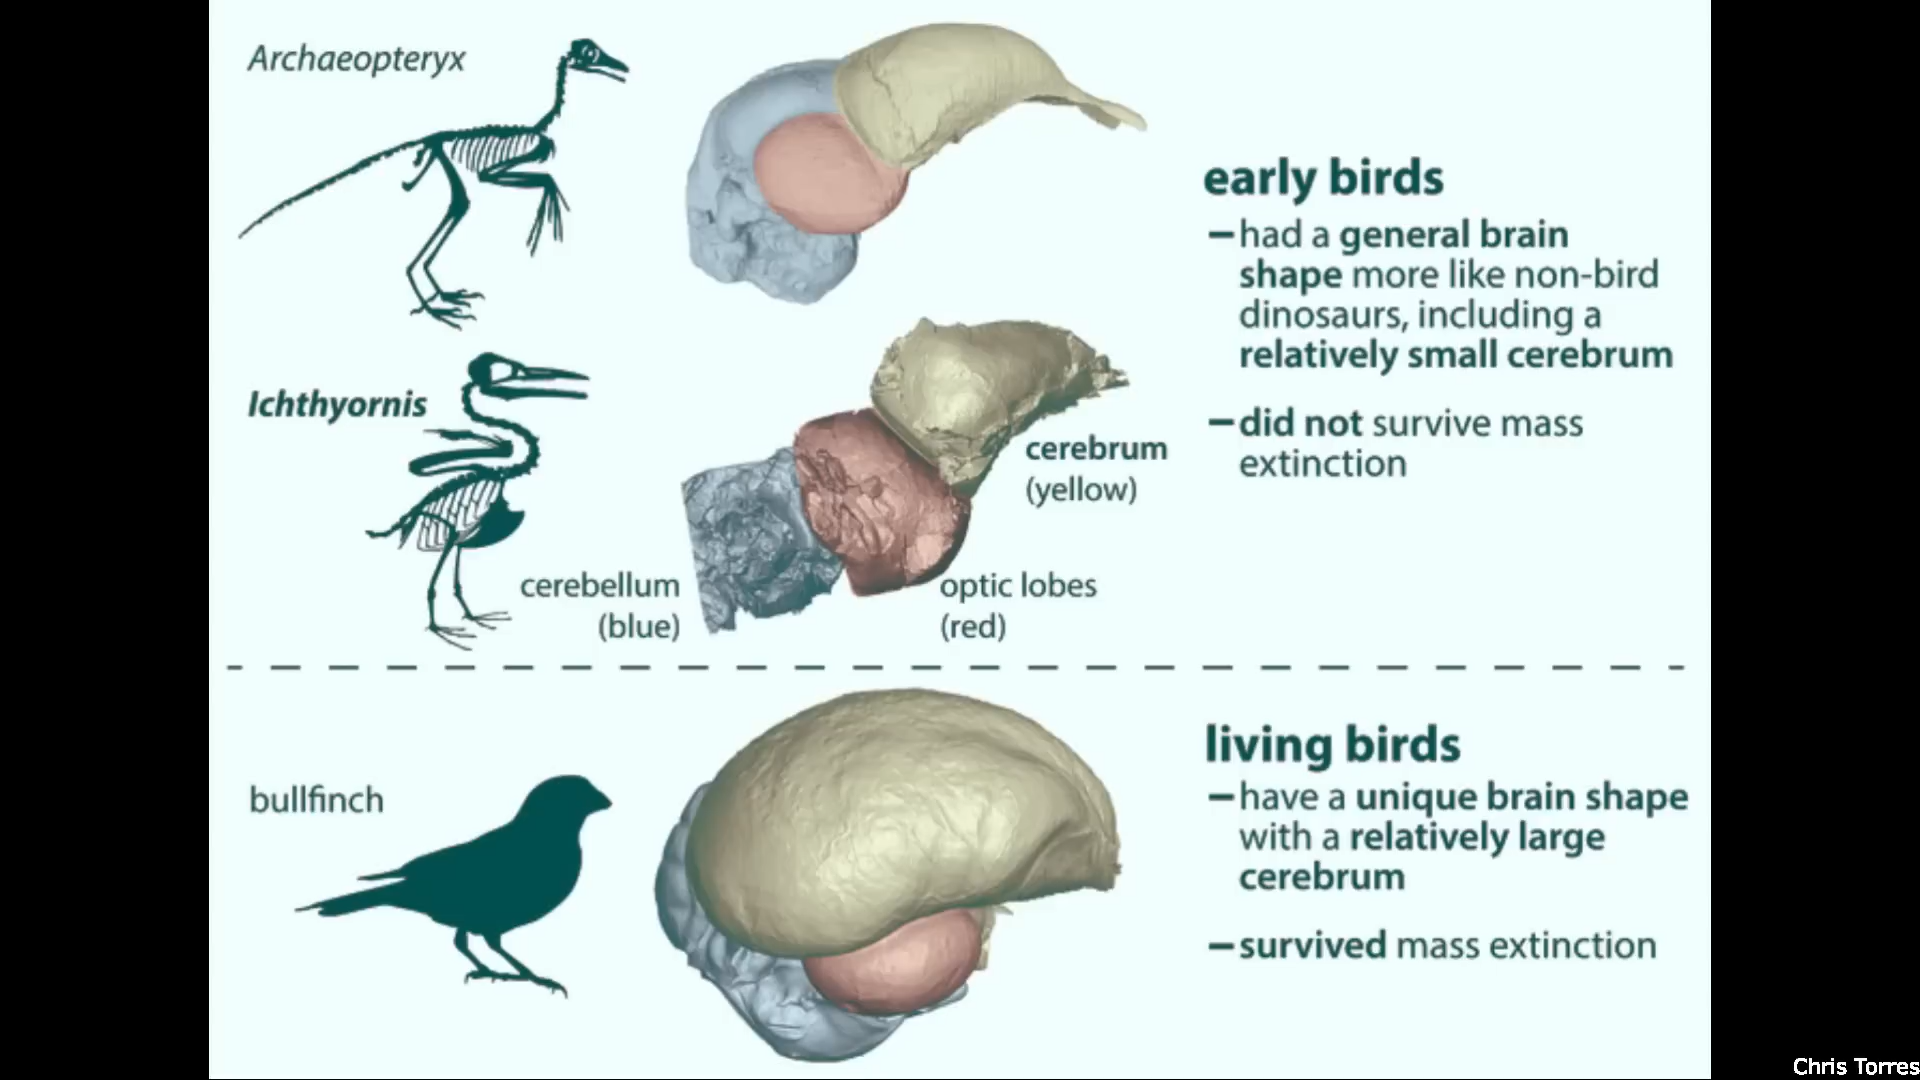 Archaeopteryx
early birds
–had a general brain
shape more like non-bird
dinosaurs, including a
relatively small cerebrum
–did not survive mass
extinction
Ichthyornis
cerebrum
(yellow)
cerebellum
(blue)
optic lobes
(red)
bullfinch
living birds
–have a unique brain shape
with a relatively large
cerebrum
–survived mass extinction
Chris Torres